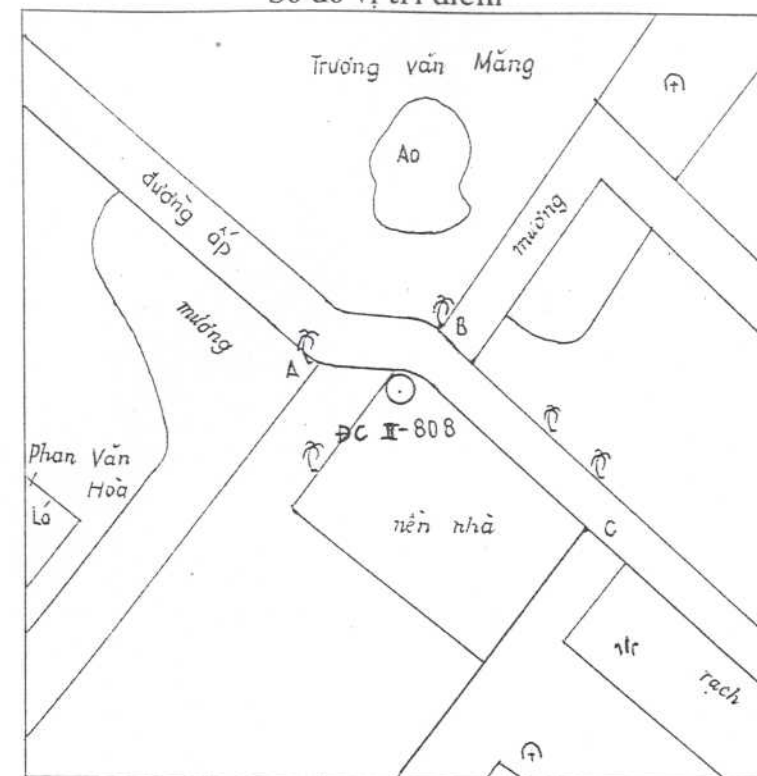 Sơ đồ vị trí điểm
Trương văn Măng
Ao
đường ấp
mương
mương
B
A
ĐC II-808
Phan Văn
Hoà
Lá
nền nhà
C
rạch